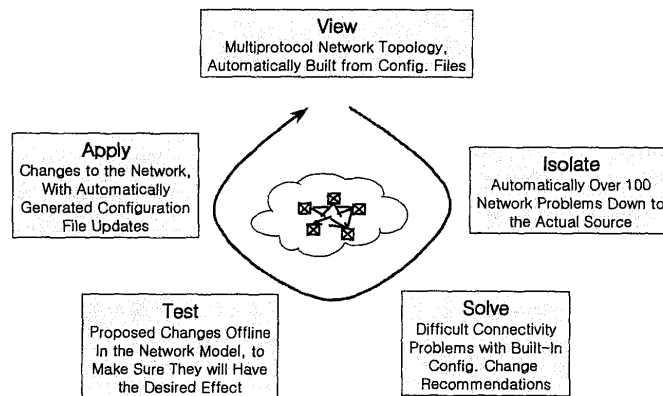 View
Multiprotocol Network Topology,
Automatically Built from Config. Files
Apply
Changes to the Network,
With Automatically
Generated Configuration
File Updates
Isolate
Automatically Over 100
Network Problems Down to
the Actual Source
Test
Proposed Changes Offline
In the Network Model, to
Make Sure They will Have
the Desired Effect
Solve
Difficult Connectivity
Problems with Built-In
Config. Change
Recommendations